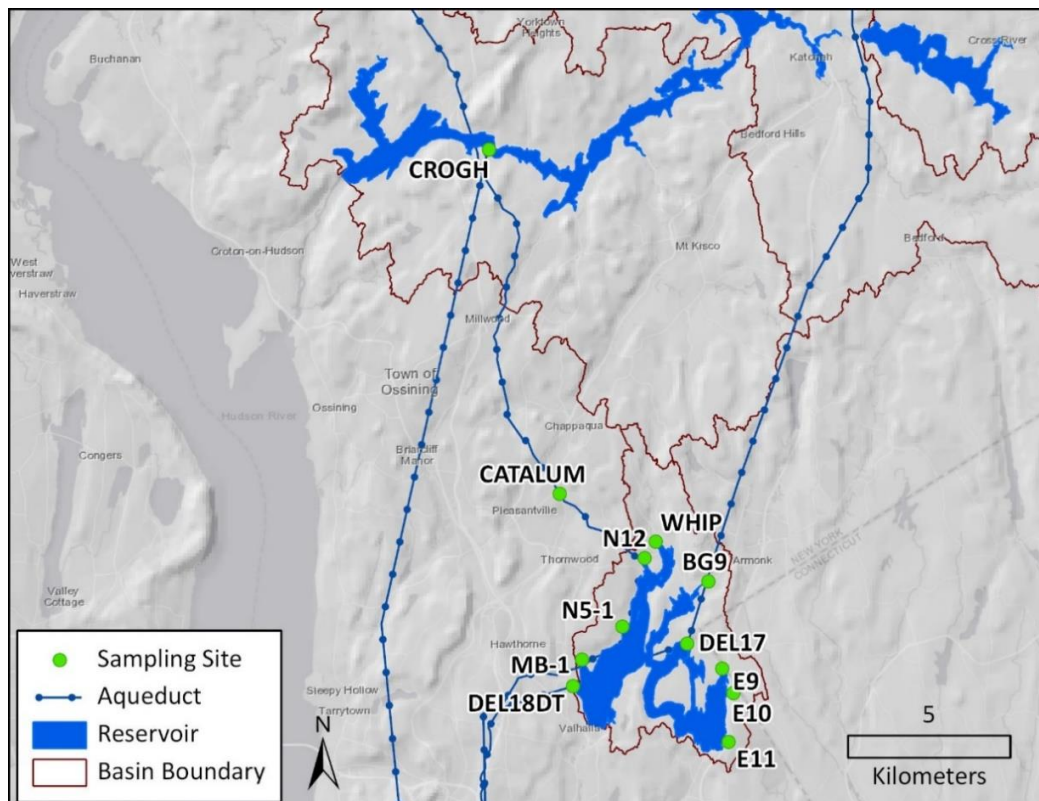 Yorktown
Heights
Buchanan
Cross River
Katonah
Bedford Hills
CROGH
Groton-on-Hudson
Mt Kisco
Bedford
West
Haverstraw
Millwood
Town of
Ossining
Ossining
Hudson River
Chappaqua
Briarcliff
Manor
Congers
CATALUM
Pleasantville
WHIP
N12
Thornwood
BG9
Armonk
NEW YORK
CONNECTICUT
Valley
Cottage
N5-1
Hawthorne
DEL17
MB-1
E9
DEL18DT
E10
Sleepy Hollow
Tarrytown
Valhalla
E11
Sampling Site
Aqueduct
Reservoir
Basin Boundary
N
5
Kilometers